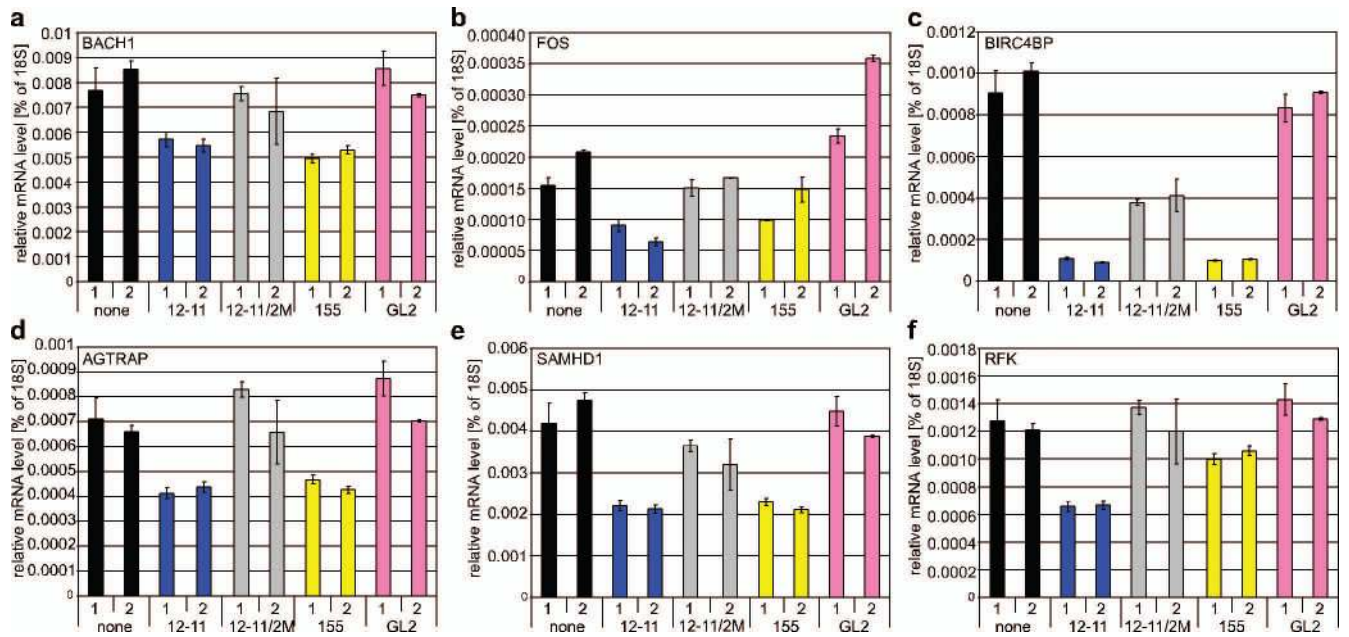 a
BACH1
relative mRNA level [% of 18S]
0.01
0.009
0.008
0.007
0.006
0.005
0.004
0.003
0.002
0.001
0
1 2 1 2 1 2 1 2 1 2
none 12-11 12-11/2M 155 GL2
b
FOS
relative mRNA level [% of 18S]
0.00040
0.00035
0.00030
0.00025
0.00020
0.00015
0.00010
0.00005
0
1 2 1 2 1 2 1 2 1 2
none 12-11 12-11/2M 155 GL2
c
BIRC4BP
relative mRNA level [% of 18S]
0.0012
0.0010
0.0008
0.0006
0.0004
0.0002
0
1 2 1 2 1 2 1 2 1 2
none 12-11 12-11/2M 155 GL2
d
AGTRAP
relative mRNA level [% of 18S]
0.001
0.0009
0.0008
0.0007
0.0006
0.0005
0.0004
0.0003
0.0002
0.0001
0
1 2 1 2 1 2 1 2 1 2
none 12-11 12-11/2M 155 GL2
e
SAMHD1
relative mRNA level [% of 18S]
0.006
0.005
0.004
0.003
0.002
0.001
0
1 2 1 2 1 2 1 2 1 2
none 12-11 12-11/2M 155 GL2
f
RFK
relative mRNA level [% of 18S]
0.0018
0.0016
0.0014
0.0012
0.0010
0.0008
0.0006
0.0004
0.0002
0
1 2 1 2 1 2 1 2 1 2
none 12-11 12-11/2M 155 GL2